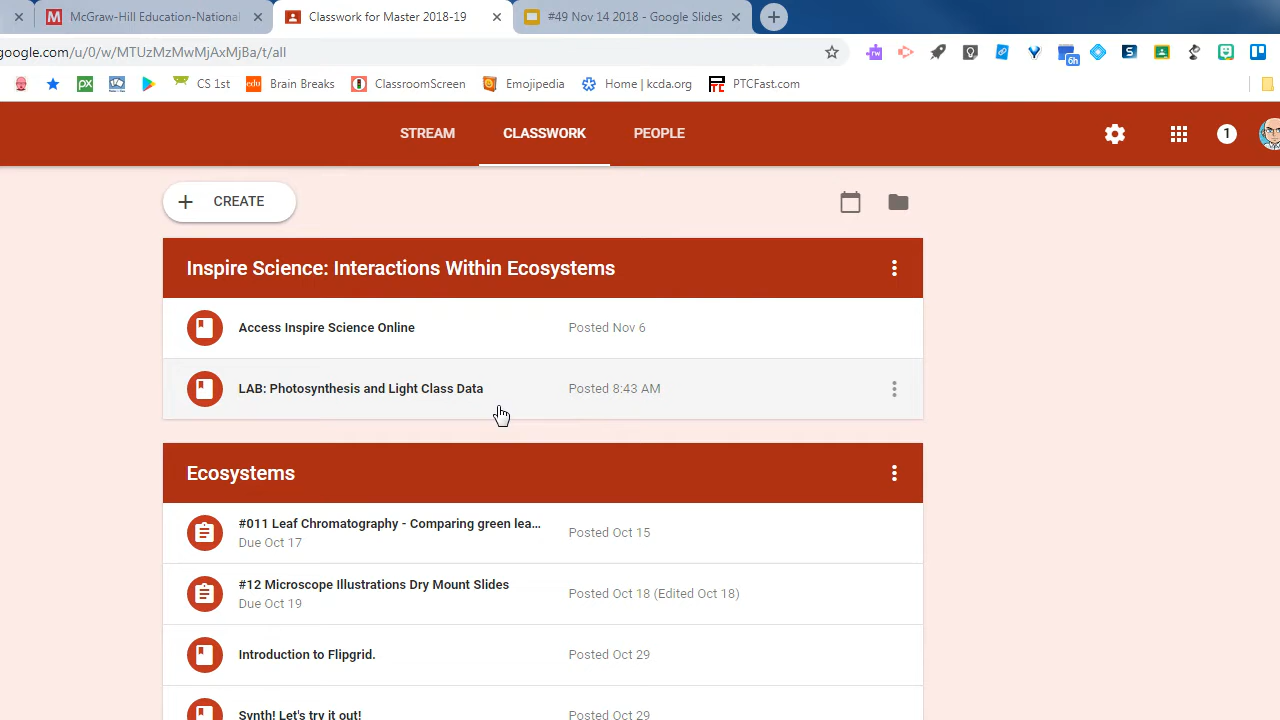 McGraw-Hill Education-National
Classwork for Master 2018-19
#49 Nov 14 2018 - Google Slides
google.com/u/0/w/MTUzMzMwMjAxMjBa/t/all
6h
CS 1st
edu
Brain Breaks
ClassroomScreen
Emojipedia
Home | kcda.org
PTCFast.com
STREAM
CLASSWORK
PEOPLE
1
CREATE
Inspire Science: Interactions Within Ecosystems
Access Inspire Science Online
Posted Nov 6
LAB: Photosynthesis and Light Class Data
Posted 8:43 AM
Ecosystems
#011 Leaf Chromatography - Comparing green lea...
Due Oct 17
Posted Oct 15
#12 Microscope Illustrations Dry Mount Slides
Due Oct 19
Posted Oct 18 (Edited Oct 18)
Introduction to Flipgrid.
Posted Oct 29
Synth! Let's try it out!
Posted Oct 29